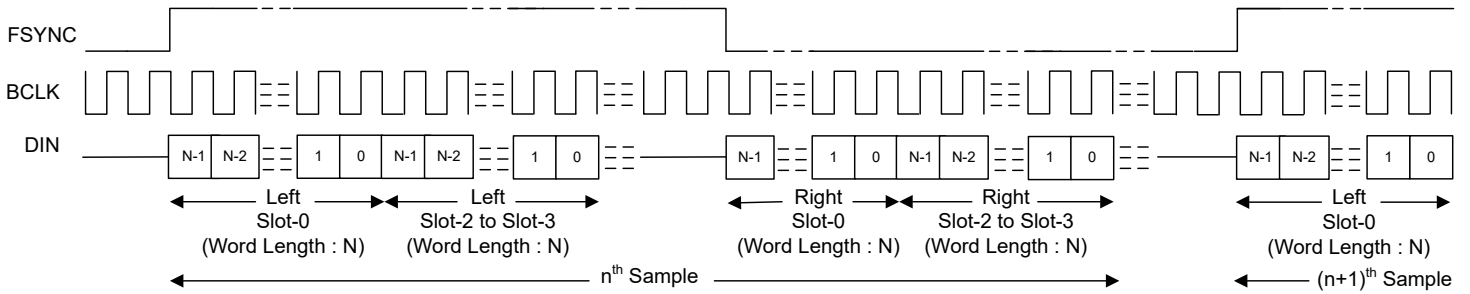 FSYNC
BCLK
DIN
N-1 N-2 1 0 N-1 N-2 1 0 N-1 1 0 N-1 N-2 1 0 N-1 N-2 1 0
Left Left Right Right Left
Slot-0 Slot-2 to Slot-3 Slot-0 Slot-2 to Slot-3 Slot-0
(Word Length : N) (Word Length : N) (Word Length : N) (Word Length : N) (Word Length : N)
nth Sample (n+1)th Sample